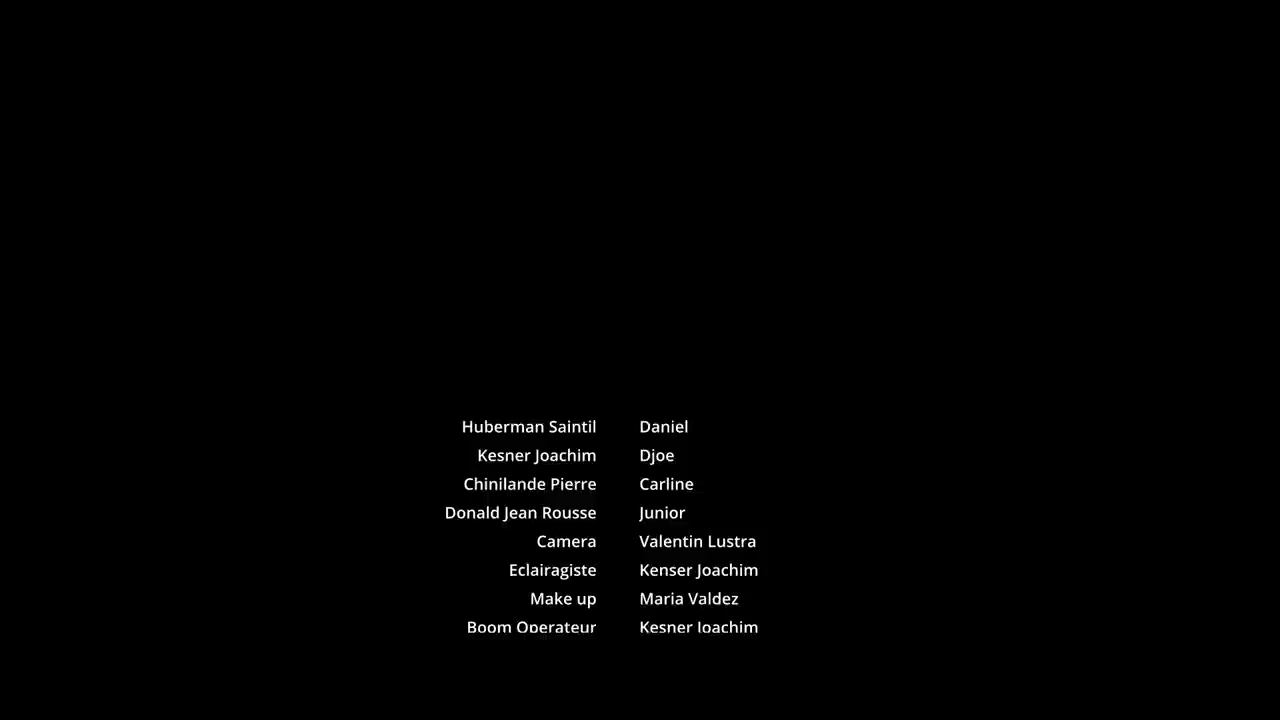 Huberman Saintil Daniel
Kesner Joachim Djoe
Chinilande Pierre Carline
Donald Jean Rousse Junior
Camera Valentin Lustra
Eclairagiste Kenser Joachim
Make up Maria Valdez
Boom Operateur Kesner Joachim